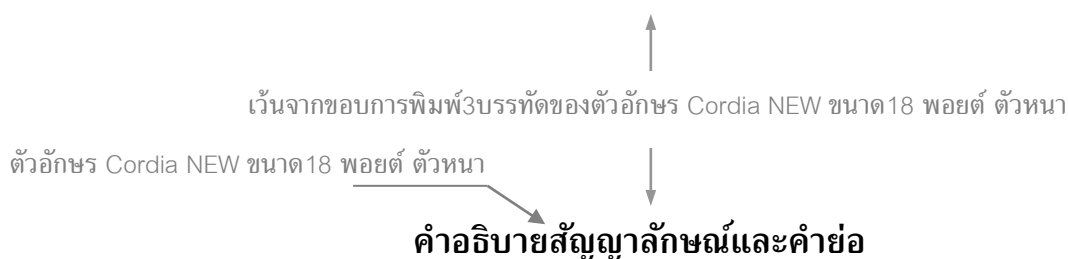 เว้นจากขอบการพิมพ์3บรรทัดของตัวอักษร Cordia NEW ขนาด18 พอยต์ ตัวหนา
ตัวอักษร Cordia NEW ขนาด18 พอยต์ ตัวหนา
คำอธิบายสัญญาลักษณ์และคำย่อ